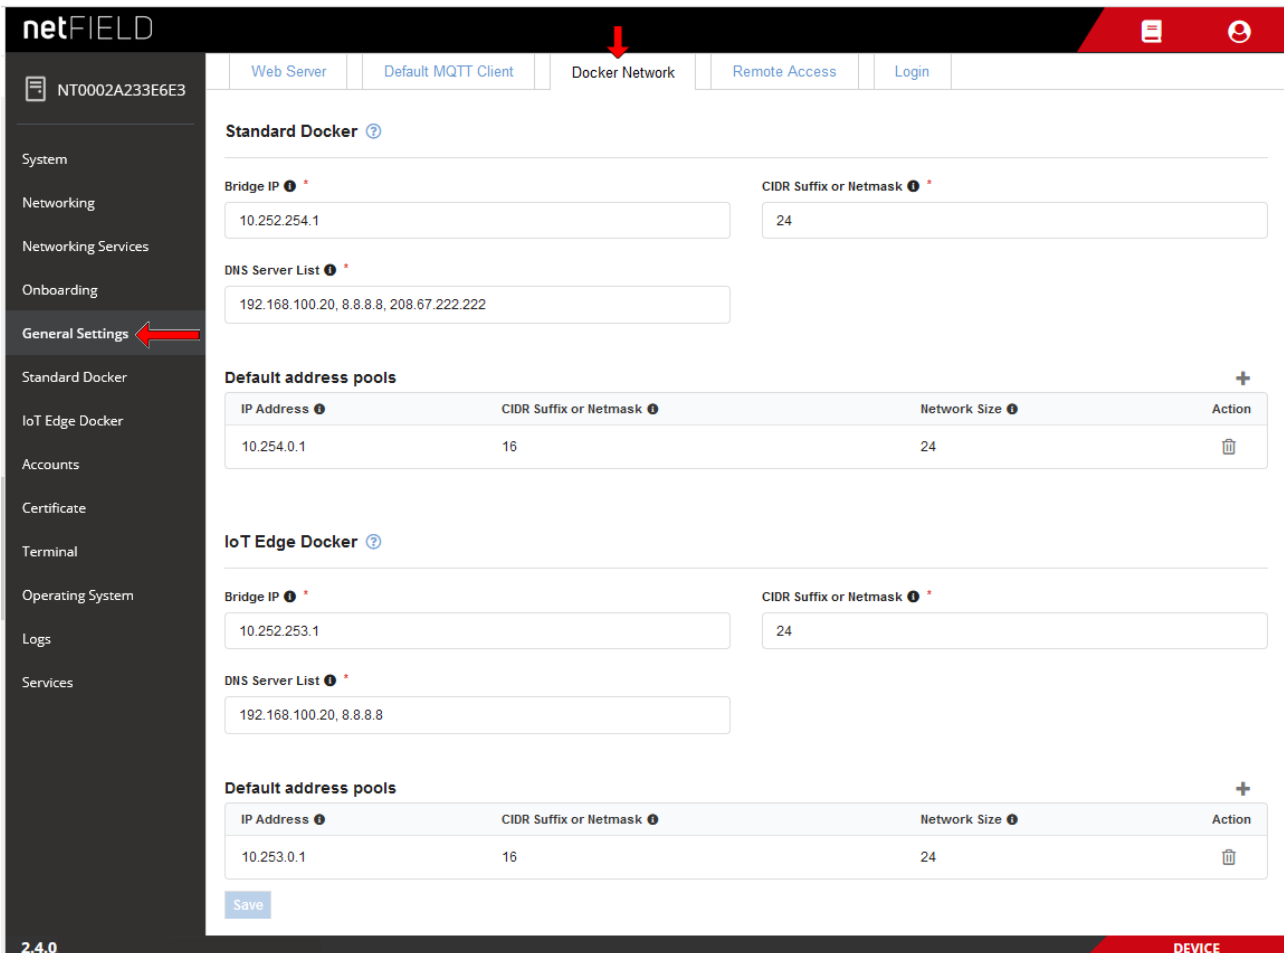 netFIELD
NT0002A233E6E3
System
Networking
Networking Services
Onboarding
General Settings
Standard Docker
IoT Edge Docker
Accounts
Certificate
Terminal
Operating System
Logs
Services
2.4.0
Web Server Default MQTT Client Docker Network Remote Access Login
Standard Docker ?
Bridge IP * CIDR Suffix or Netmask *
10.252.254.1 24
DNS Server List *
192.168.100.20, 8.8.8.8, 208.67.222.222
Default address pools
IP Address CIDR Suffix or Netmask Network Size Action
10.254.0.1 16 24
IoT Edge Docker ?
Bridge IP * CIDR Suffix or Netmask *
10.252.253.1 24
DNS Server List *
192.168.100.20, 8.8.8.8
Default address pools
IP Address CIDR Suffix or Netmask Network Size Action
10.253.0.1 16 24
Save
DEVICE